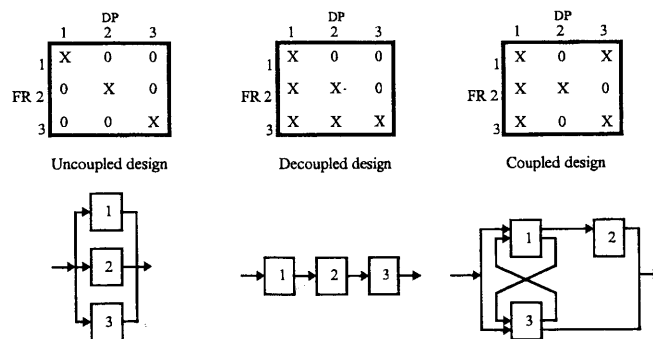 DP
1 2 3
1 X 0 0
FR 2 0 X 0
3 0 0 X
Uncoupled design
DP
1 2 3
1 X 0 0
FR 2 X X 0
3 X X X
Decoupled design
DP
1 2 3
1 X 0 X
FR 2 X X 0
3 X 0 X
Coupled design
1
2
3
1 2 3
1 2
3